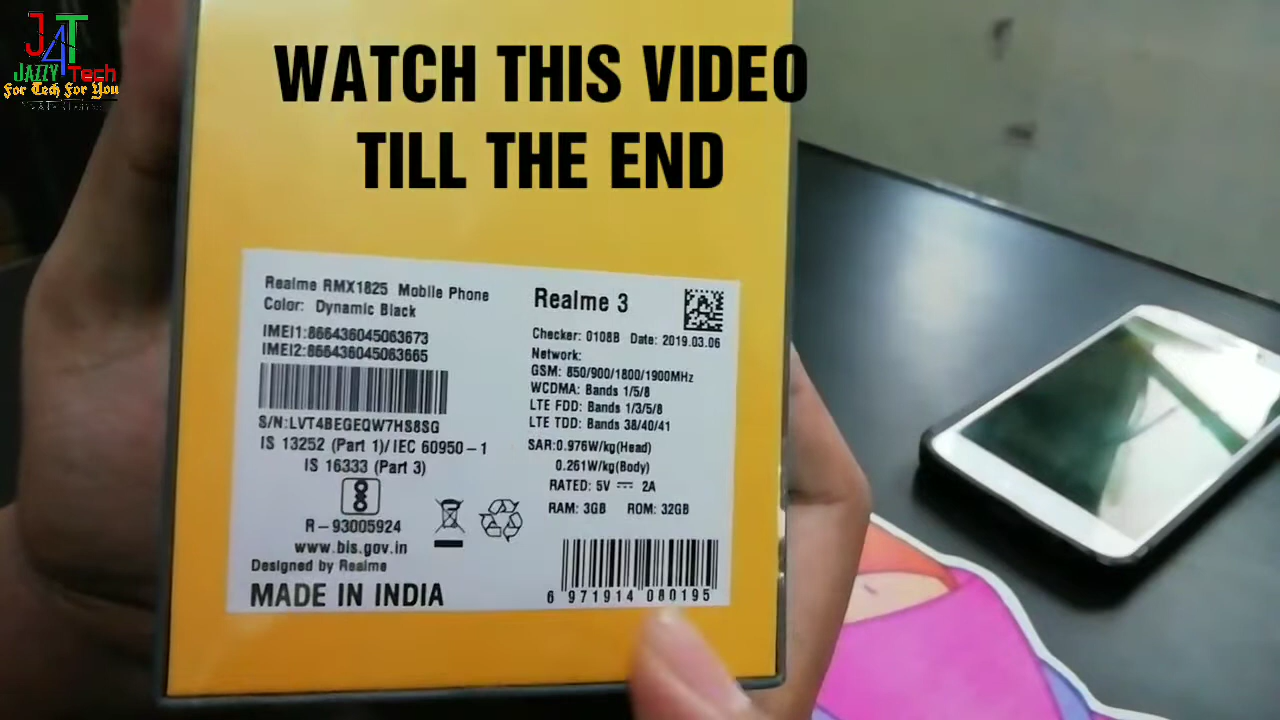 J4T
JAZZY Tech
For Tech For You
WATCH THIS VIDEO
TILL THE END
Realme RMX1825 Mobile Phone
Color: Dynamic Black
IMEI1:866436045063673
IMEI2:866436045063665
S/N:LVT4BEGEQW7HS8SG
IS 13252 (Part 1)/IEC 60950-1
IS 16333 (Part 3)
R-93005924
www.bis.gov.in
Designed by Realme
MADE IN INDIA
Realme 3
Checker: 0108B Date: 2019.03.06
Network:
GSM: 850/900/1800/1900MHz
WCDMA: Bands 1/5/8
LTE FDD: Bands 1/3/5/8
LTE TDD: Bands 38/40/41
SAR:0.976W/kg(Head)
0.261W/kg(Body)
RATED: 5V ⎓ 2A
RAM: 3GB ROM: 32GB
6 971914 080195